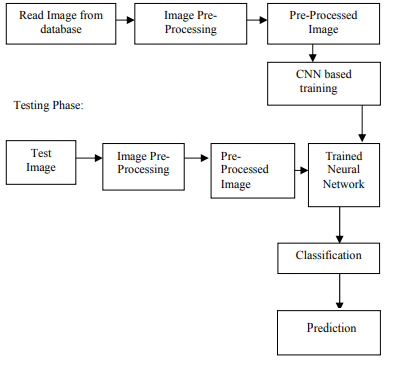 Read Image from
database
Image Pre-
Processing
Pre-Processed
Image
CNN based
training
Testing Phase:
Test
Image
Image Pre-
Processing
Pre-
Processed
Image
Trained
Neural
Network
Classification
Prediction